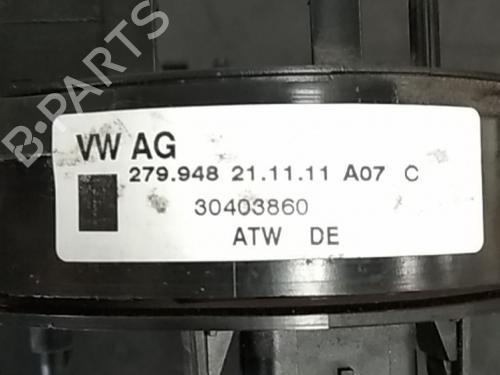 B-PARTS
VW AG
279.948 21.11.11 A07 C
30403860
ATW DE